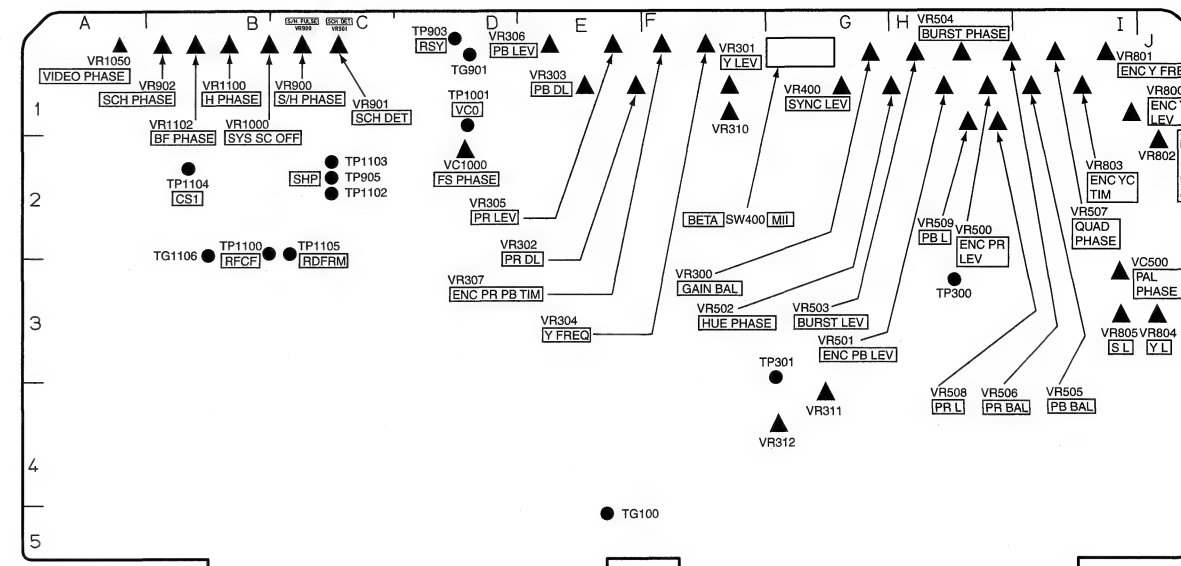 A B C D E F G H I J
S/H PULSE
VR900
SCH DET
VR901
TP903
RSY
VR306
PB LEV
VR504
BURST PHASE
VR1050
VIDEO PHASE
TG901
VR301
Y LEV
VR801
ENC Y FRE
VR902
SCH PHASE
VR1100
H PHASE
VR900
S/H PHASE
VR901
SCH DET
VR303
PB DL
VR400
SYNC LEV
VR800
ENC Y
LEV
1
TP1001
VC0
VR1102
BF PHASE
VR1000
SYS SC OFF
VR310
VR802
TP1103
SHP
TP905
TP1102
VC1000
FS PHASE
VR803
ENC YC
TIM
TP1104
CS1
2
VR305
PR LEV
BETA SW400 MII
VR509
PB L
VR500
ENC PR
LEV
VR507
QUAD
PHASE
TG1106
TP1100
RFCF
TP1105
RDFRM
VR302
PR DL
VR307
ENC PR PB TIM
VR300
GAIN BAL
TP300
VC500
PAL
PHASE
3
VR304
Y FREQ
VR502
HUE PHASE
VR503
BURST LEV
VR501
ENC PB LEV
VR805
S L
VR804
Y L
TP301
VR311
VR508
PR L
VR506
PR BAL
VR505
PB BAL
VR312
4
TG100
5